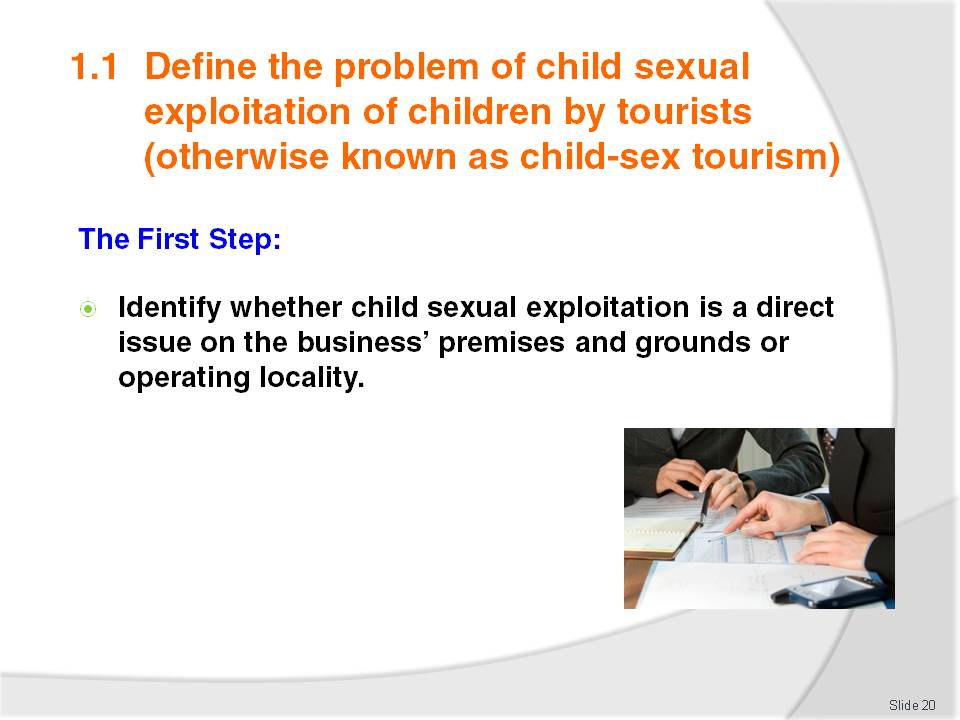 1.1 Define the problem of child sexual
exploitation of children by tourists
(otherwise known as child-sex tourism)
The First Step:
Identify whether child sexual exploitation is a direct
issue on the business’ premises and grounds or
operating locality.
Slide 20